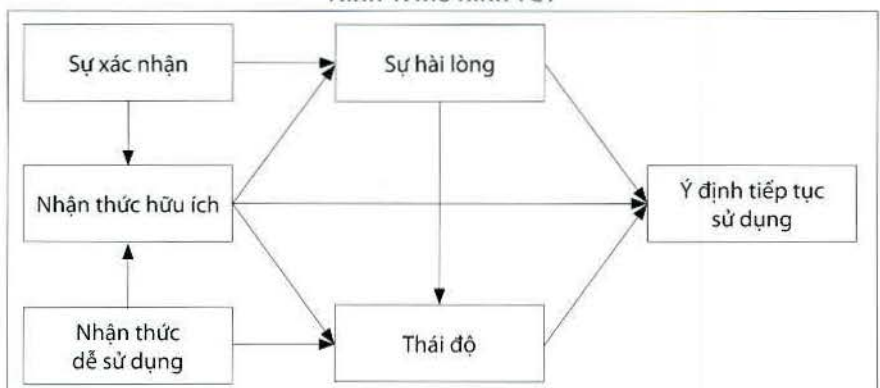 Sự xác nhận
Sự hài lòng
Nhận thức hữu ích
Ý định tiếp tục
sử dụng
Nhận thức
dễ sử dụng
Thái độ